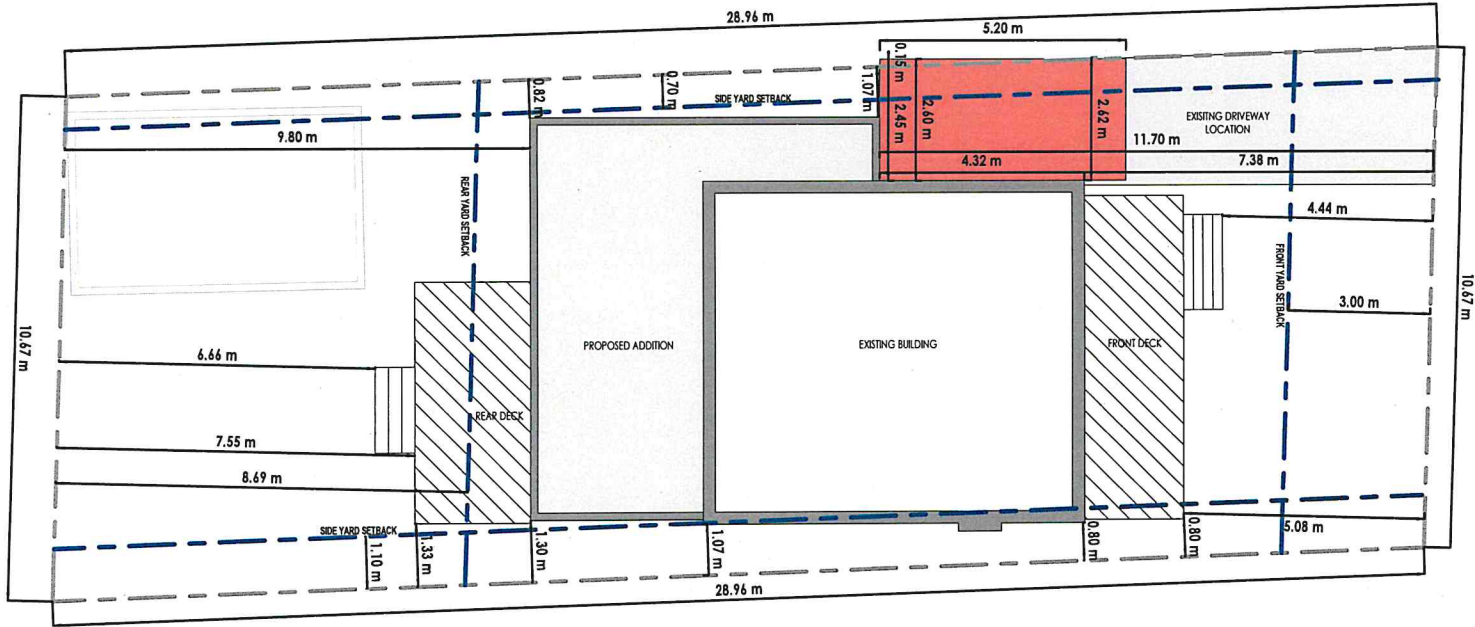 28.96 m
5.20 m
0.15 m
0.82 m
0.70 m
SIDE YARD SETBACK
1.07 m
2.45 m
2.60 m
2.62 m
EXISITING DRIVEWAY
LOCATION
9.80 m
11.70 m
4.32 m
7.38 m
REAR YARD SETBACK
4.44 m
FRONT YARD SETBACK
3.00 m
10.67 m
10.67 m
6.66 m
PROPOSED ADDITION
EXISTING BUILDING
FRONT DECK
REAR DECK
7.55 m
8.69 m
SIDE YARD SETBACK
1.10 m
1.33 m
1.30 m
1.07 m
0.80 m
0.80 m
5.08 m
28.96 m